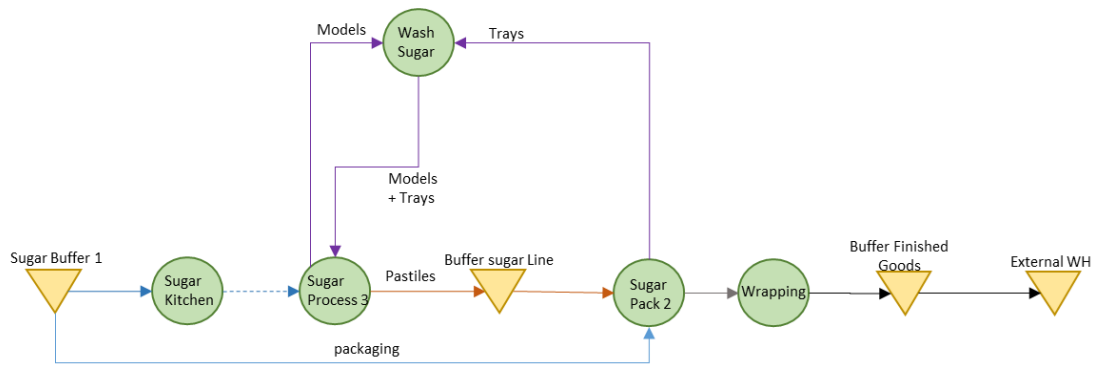 Models
Wash
Sugar
Trays
Models
+ Trays
Sugar Buffer 1
Sugar
Kitchen
Sugar
Process 3
Pastiles
Buffer sugar Line
Sugar
Pack 2
Wrapping
Buffer Finished
Goods
External WH
packaging